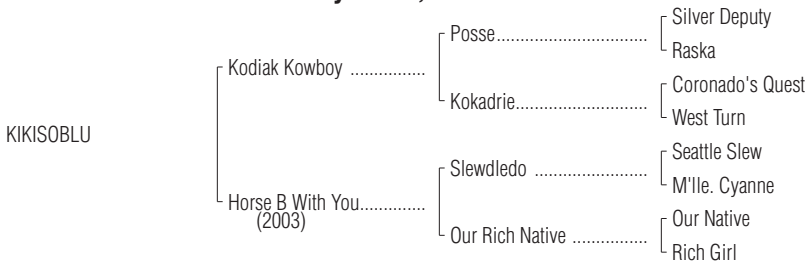 Silver Deputy
Posse................................
Raska
Kodiak Kowboy ................
Coronado's Quest
Kokadrie............................
West Turn
KIKISOBLU
Seattle Slew
Slewdledo ........................
M'lle. Cyanne
Horse B With You..............
(2003)
Our Native
Our Rich Native ................
Rich Girl